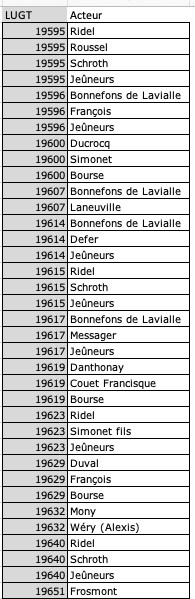 LUGT Acteur
19595 Ridel
19595 Roussel
19595 Schroth
19595 Jeûneurs
19596 Bonnefons de Lavialle
19596 François
19596 Jeûneurs
19600 Ducrocq
19600 Simonet
19600 Bourse
19607 Bonnefons de Lavialle
19607 Laneuville
19614 Bonnefons de Lavialle
19614 Defer
19614 Jeûneurs
19615 Ridel
19615 Schroth
19615 Jeûneurs
19617 Bonnefons de Lavialle
19617 Messager
19617 Jeûneurs
19619 Danthonay
19619 Couet Francisque
19619 Bourse
19623 Ridel
19623 Simonet fils
19623 Jeûneurs
19629 Duval
19629 François
19629 Bourse
19632 Mony
19632 Wéry (Alexis)
19640 Ridel
19640 Schroth
19640 Jeûneurs
19651 Frosmont